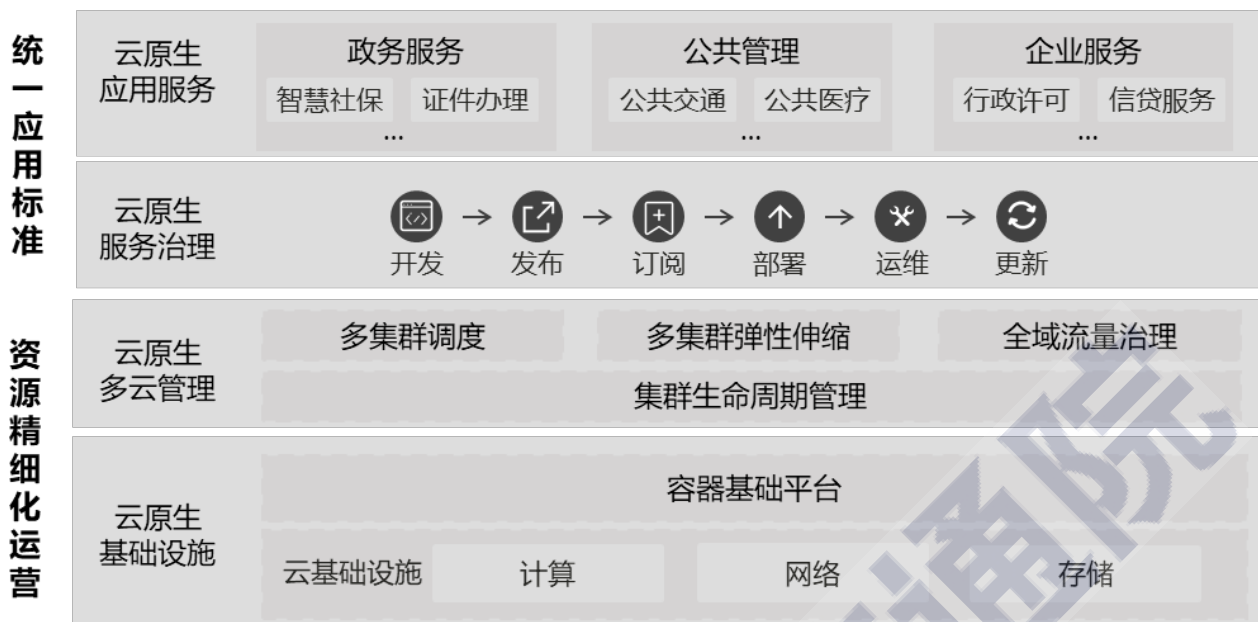 统一应用标准
云原生
应用服务
政务服务
公共管理
企业服务
智慧社保
证件办理
公共交通
公共医疗
行政许可
信贷服务
...
...
...
云原生
服务治理
开发
发布
订阅
部署
运维
更新
资源精细化运营
云原生
多云管理
多集群调度
多集群弹性伸缩
全域流量治理
集群生命周期管理
云原生
基础设施
容器基础平台
云基础设施
计算
网络
存储
通院